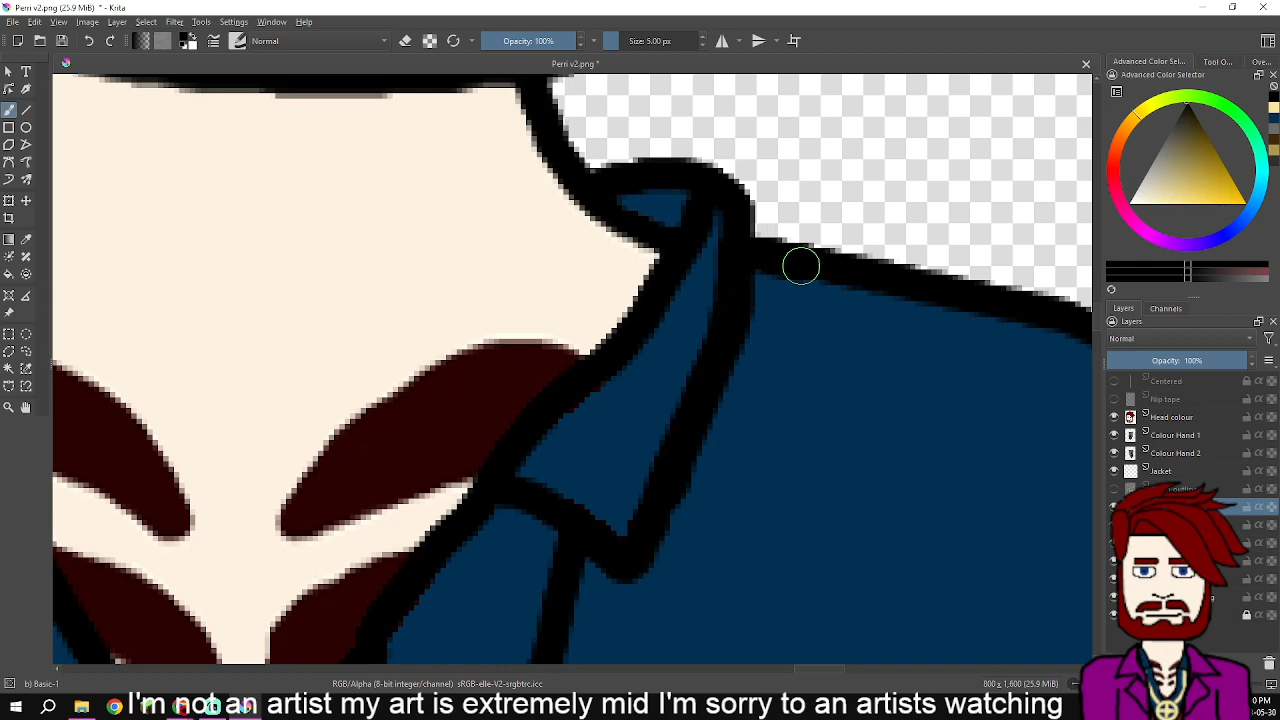 Perri v2.png (25.9 MiB) * - Krita
File Edit View Image Layer Select Filter Tools Settings Window Help
Normal
Opacity: 100%
Size: 5.00 px
Perri v2.png*
Advanced Color Sel...
Tool O...
Ove...
Advanced Color Selector
Layers
Channels
Layers
Normal
Opacity: 100%
Centered
Nip tape
Head colour
Colour Hand 1
Colour Hand 2
Jacket
b) Basic-1
RGB/Alpha (8-bit integer/channel) sRGB-elle-V2-srgbtrc.icc
800 x 1,600 (25.9 MiB)
I'm not an artist my art is extremely mid I'm sorry to an artists watching